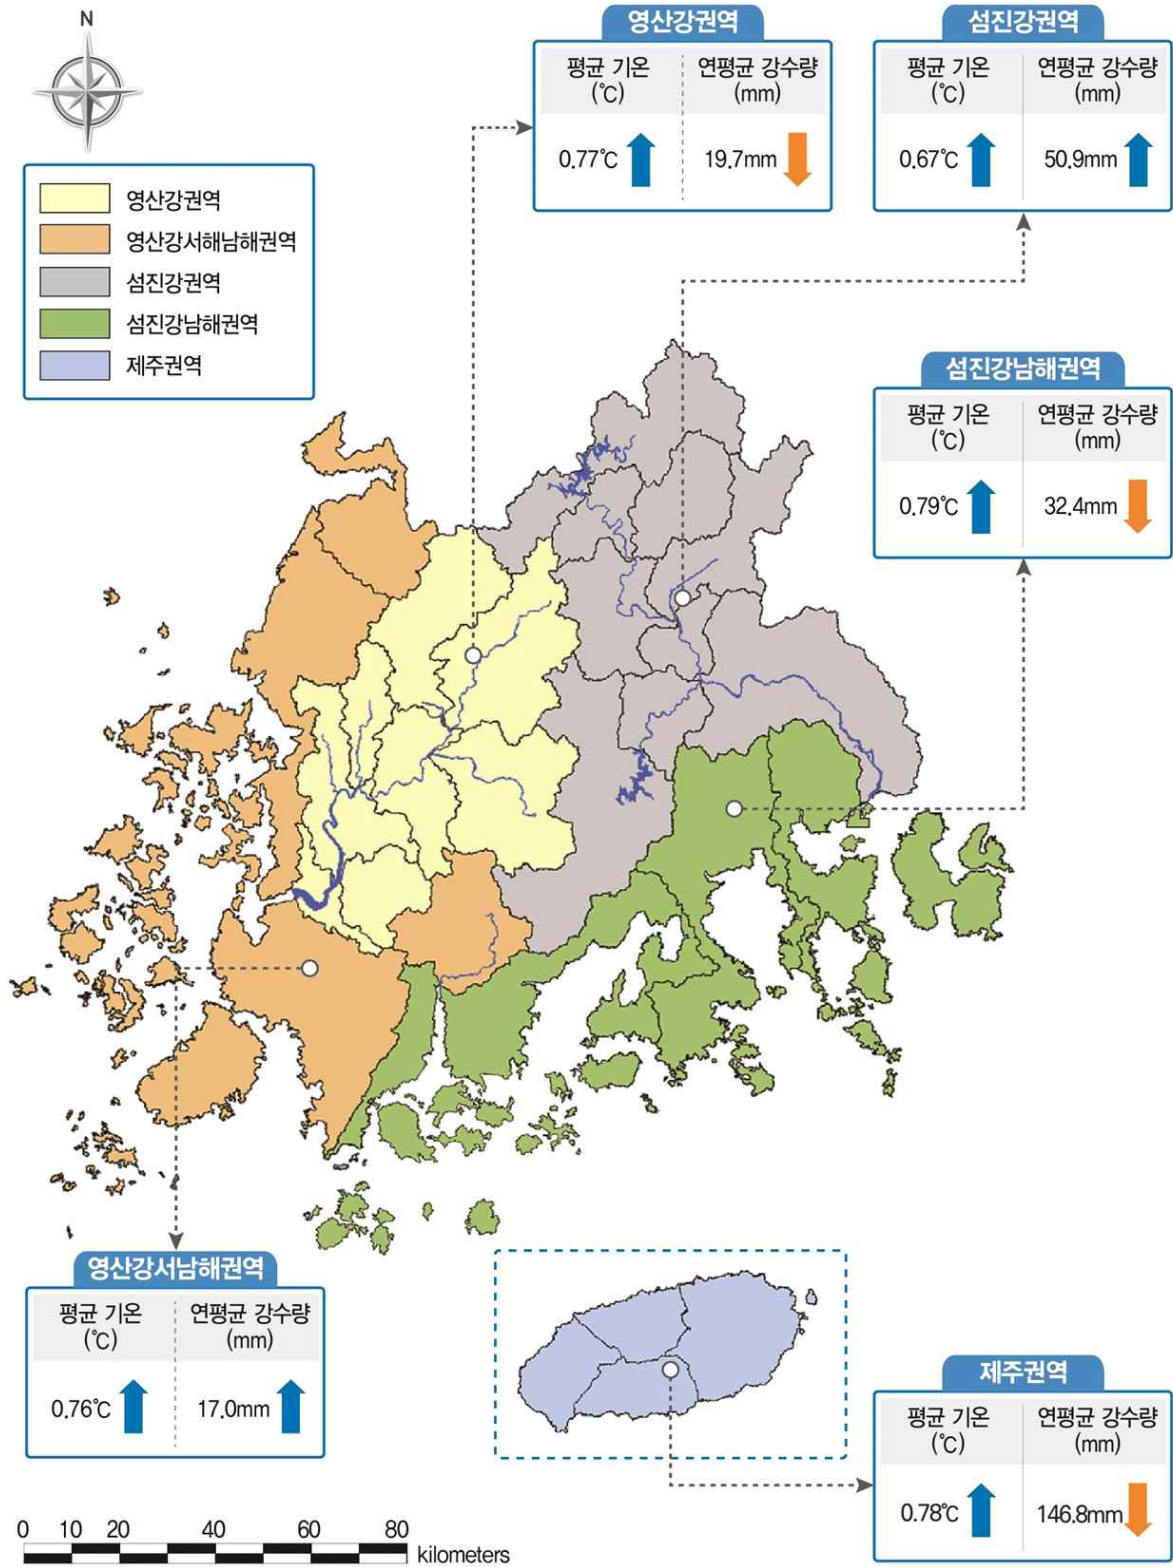 N
영산강권역
영산강서해남해권역
섬진강권역
섬진강남해권역
제주권역
영산강권역
평균 기온
(℃)
연평균 강수량
(mm)
0.77℃
19.7mm
섬진강권역
평균 기온
(℃)
연평균 강수량
(mm)
0.67℃
50.9mm
섬진강남해권역
평균 기온
(℃)
연평균 강수량
(mm)
0.79℃
32.4mm
영산강서남해권역
평균 기온
(℃)
연평균 강수량
(mm)
0.76℃
17.0mm
제주권역
평균 기온
(℃)
연평균 강수량
(mm)
0.78℃
146.8mm
0 10 20 40 60 80
kilometers